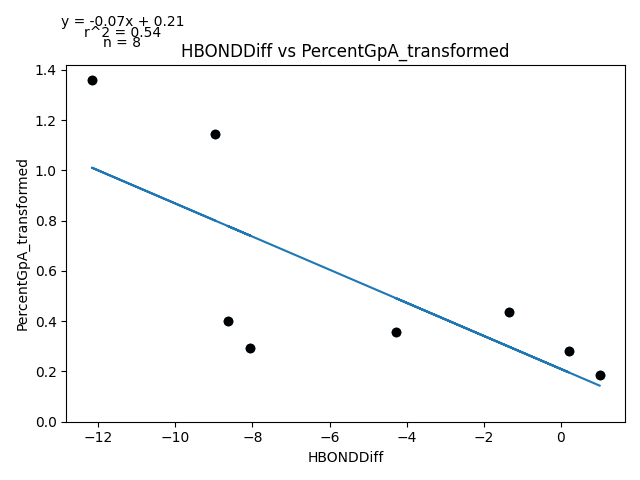 y = -0.07x + 0.21
r^2 = 0.54
n = 8
HBONDDiff vs PercentGpA_transformed
PercentGpA_transformed
1.4
1.2
1.0
0.8
0.6
0.4
0.2
0.0
−12
−10
−8
−6
−4
−2
0
HBONDDiff